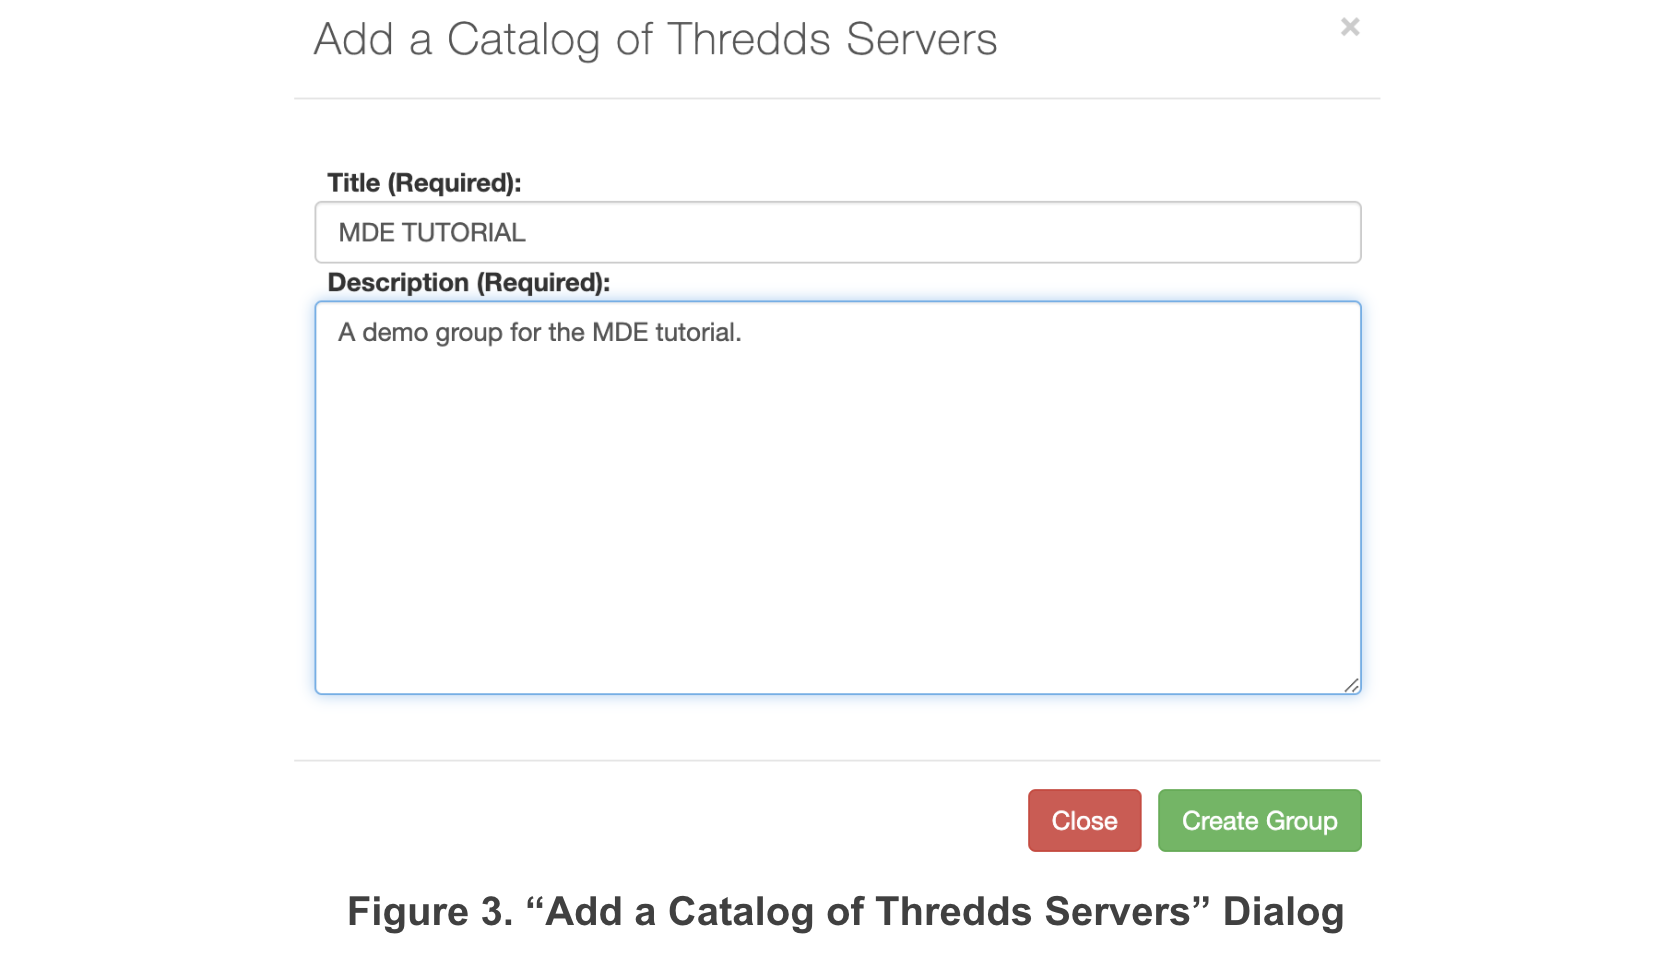 Add a Catalog of Thredds Servers
×
Title (Required):
MDE TUTORIAL
Description (Required):
A demo group for the MDE tutorial.
Close
Create Group
Figure 3. “Add a Catalog of Thredds Servers” Dialog